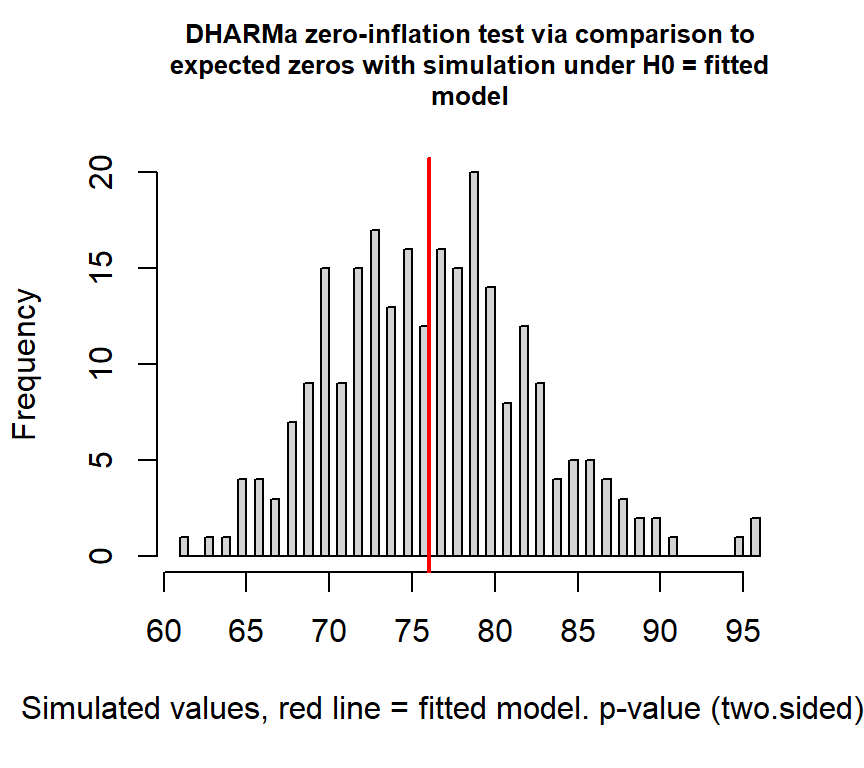 DHARMa zero-inflation test via comparison to
expected zeros with simulation under H0 = fitted
model
Frequency
20
15
10
5
0
60 65 70 75 80 85 90 95
Simulated values, red line = fitted model. p-value (two.sided)